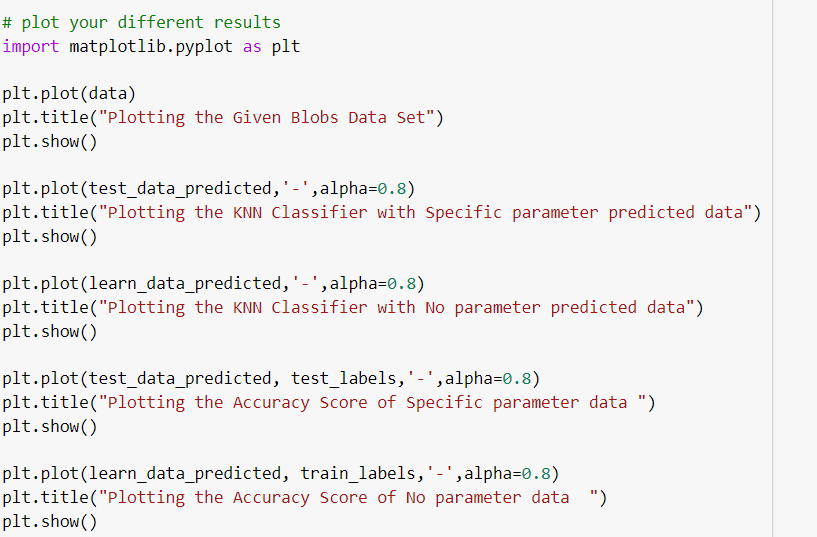 # plot your different results
import matplotlib.pyplot as plt
plt.plot(data)
plt.title("Plotting the Given Blobs Data Set")
plt.show()
plt.plot(test_data_predicted,'-',alpha=0.8)
plt.title("Plotting the KNN Classifier with Specific parameter predicted data")
plt.show()
plt.plot(learn_data_predicted,'-',alpha=0.8)
plt.title("Plotting the KNN Classifier with No parameter predicted data")
plt.show()
plt.plot(test_data_predicted, test_labels,'-',alpha=0.8)
plt.title("Plotting the Accuracy Score of Specific parameter data ")
plt.show()
plt.plot(learn_data_predicted, train_labels,'-',alpha=0.8)
plt.title("Plotting the Accuracy Score of No parameter data  ")
plt.show()